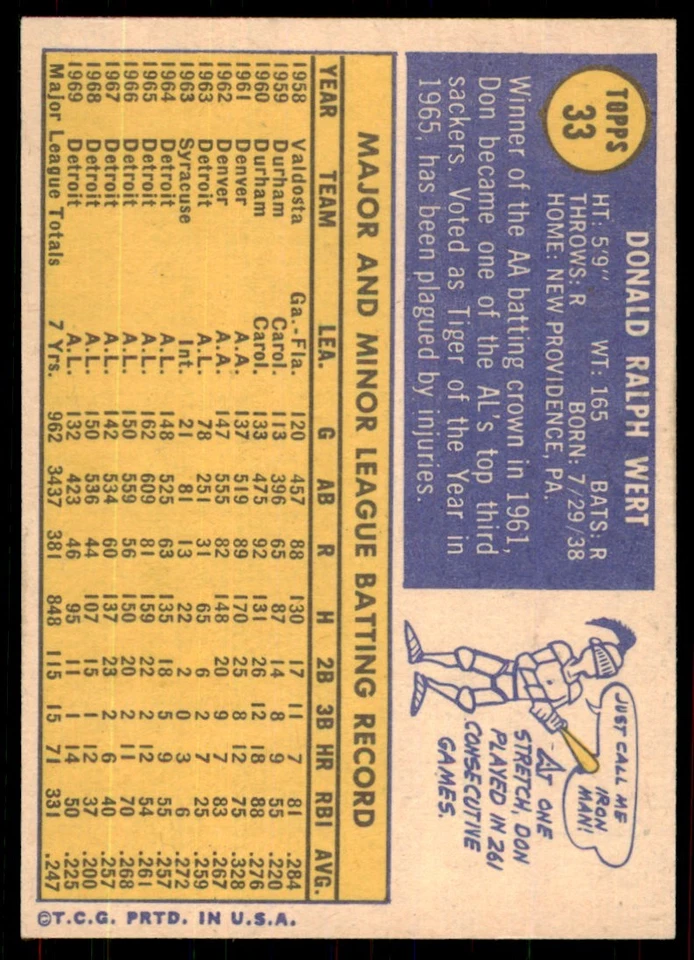 TOPPS
33
DONALD RALPH WERT
HT: 5'9" WT: 165 BATS: R
THROWS: R BORN: 7/29/38
HOME: NEW PROVIDENCE, PA.
Winner of the AA batting crown in 1961,
Don became one of the AL's top third
sackers. Voted as Tiger of the Year in
1965, has been plagued by injuries.
JUST CALL ME
IRON
MAN!
AT ONE
STRETCH, DON
PLAYED IN 261
CONSECUTIVE
GAMES.
MAJOR AND MINOR LEAGUE BATTING RECORD
YEAR TEAM LEA. G AB R H 2B 3B HR RBI AVG.
1958 Valdosta Ga.-Fla. 120 457 88 130 17 11 7 81 .284
1959 Durham Carol. 113 396 65 87 14 8 9 55 .220
1960 Durham Carol. 133 475 92 131 26 12 18 88 .276
1961 Denver A.A. 137 519 89 170 25 8 12 75 .328
1962 Denver A.A. 147 555 82 148 20 9 7 83 .267
1963 Detroit A.L. 78 251 31 65 6 2 7 25 .259
1963 Syracuse Int. 21 81 13 22 2 0 3 6 .272
1964 Detroit A.L. 148 525 63 135 18 5 9 55 .257
1965 Detroit A.L. 162 609 81 159 22 2 12 54 .261
1966 Detroit A.L. 150 559 56 150 20 2 11 70 .268
1967 Detroit A.L. 142 534 60 137 23 2 6 40 .257
1968 Detroit A.L. 150 536 44 107 15 1 12 37 .200
1969 Detroit A.L. 132 423 46 95 11 1 14 50 .225
Major League Totals 7 Yrs. 962 3437 381 848 115 15 71 331 .247
©T.C.G. PRTD. IN U.S.A.